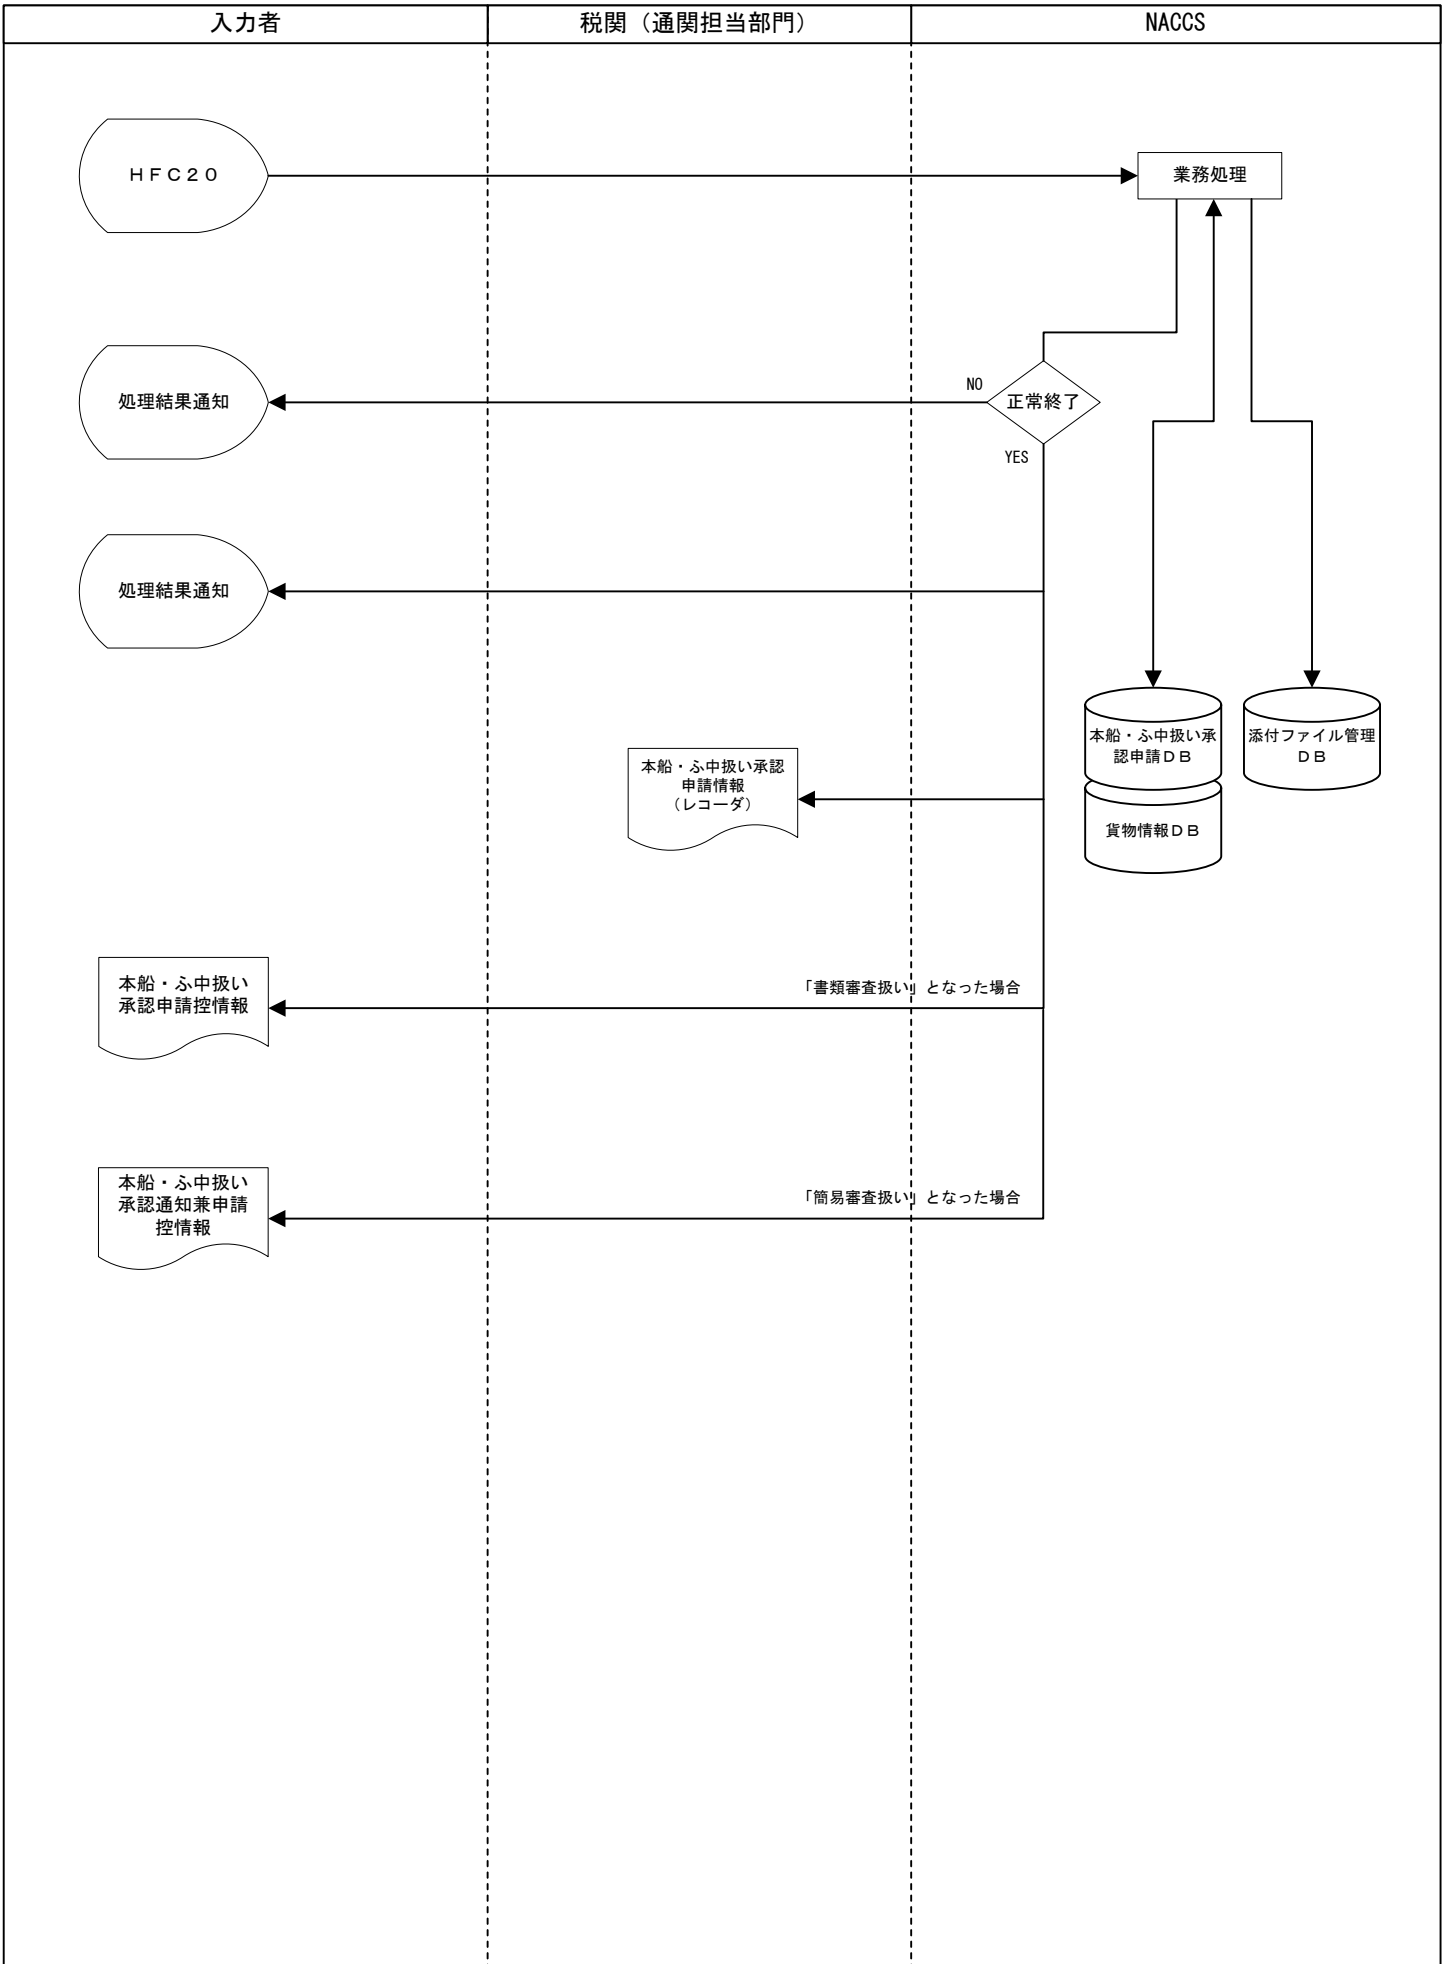 入力者
税関（通関担当部門）
NACCS
ＨＦＣ２０
業務処理
処理結果通知
NO
正常終了
YES
処理結果通知
本船・ふ中扱い承
認申請ＤＢ
添付ファイル管理
ＤＢ
本船・ふ中扱い承認
申請情報
（レコーダ）
貨物情報ＤＢ
本船・ふ中扱い
承認申請控情報
「書類審査扱い」となった場合
本船・ふ中扱い
承認通知兼申請
控情報
「簡易審査扱い」となった場合